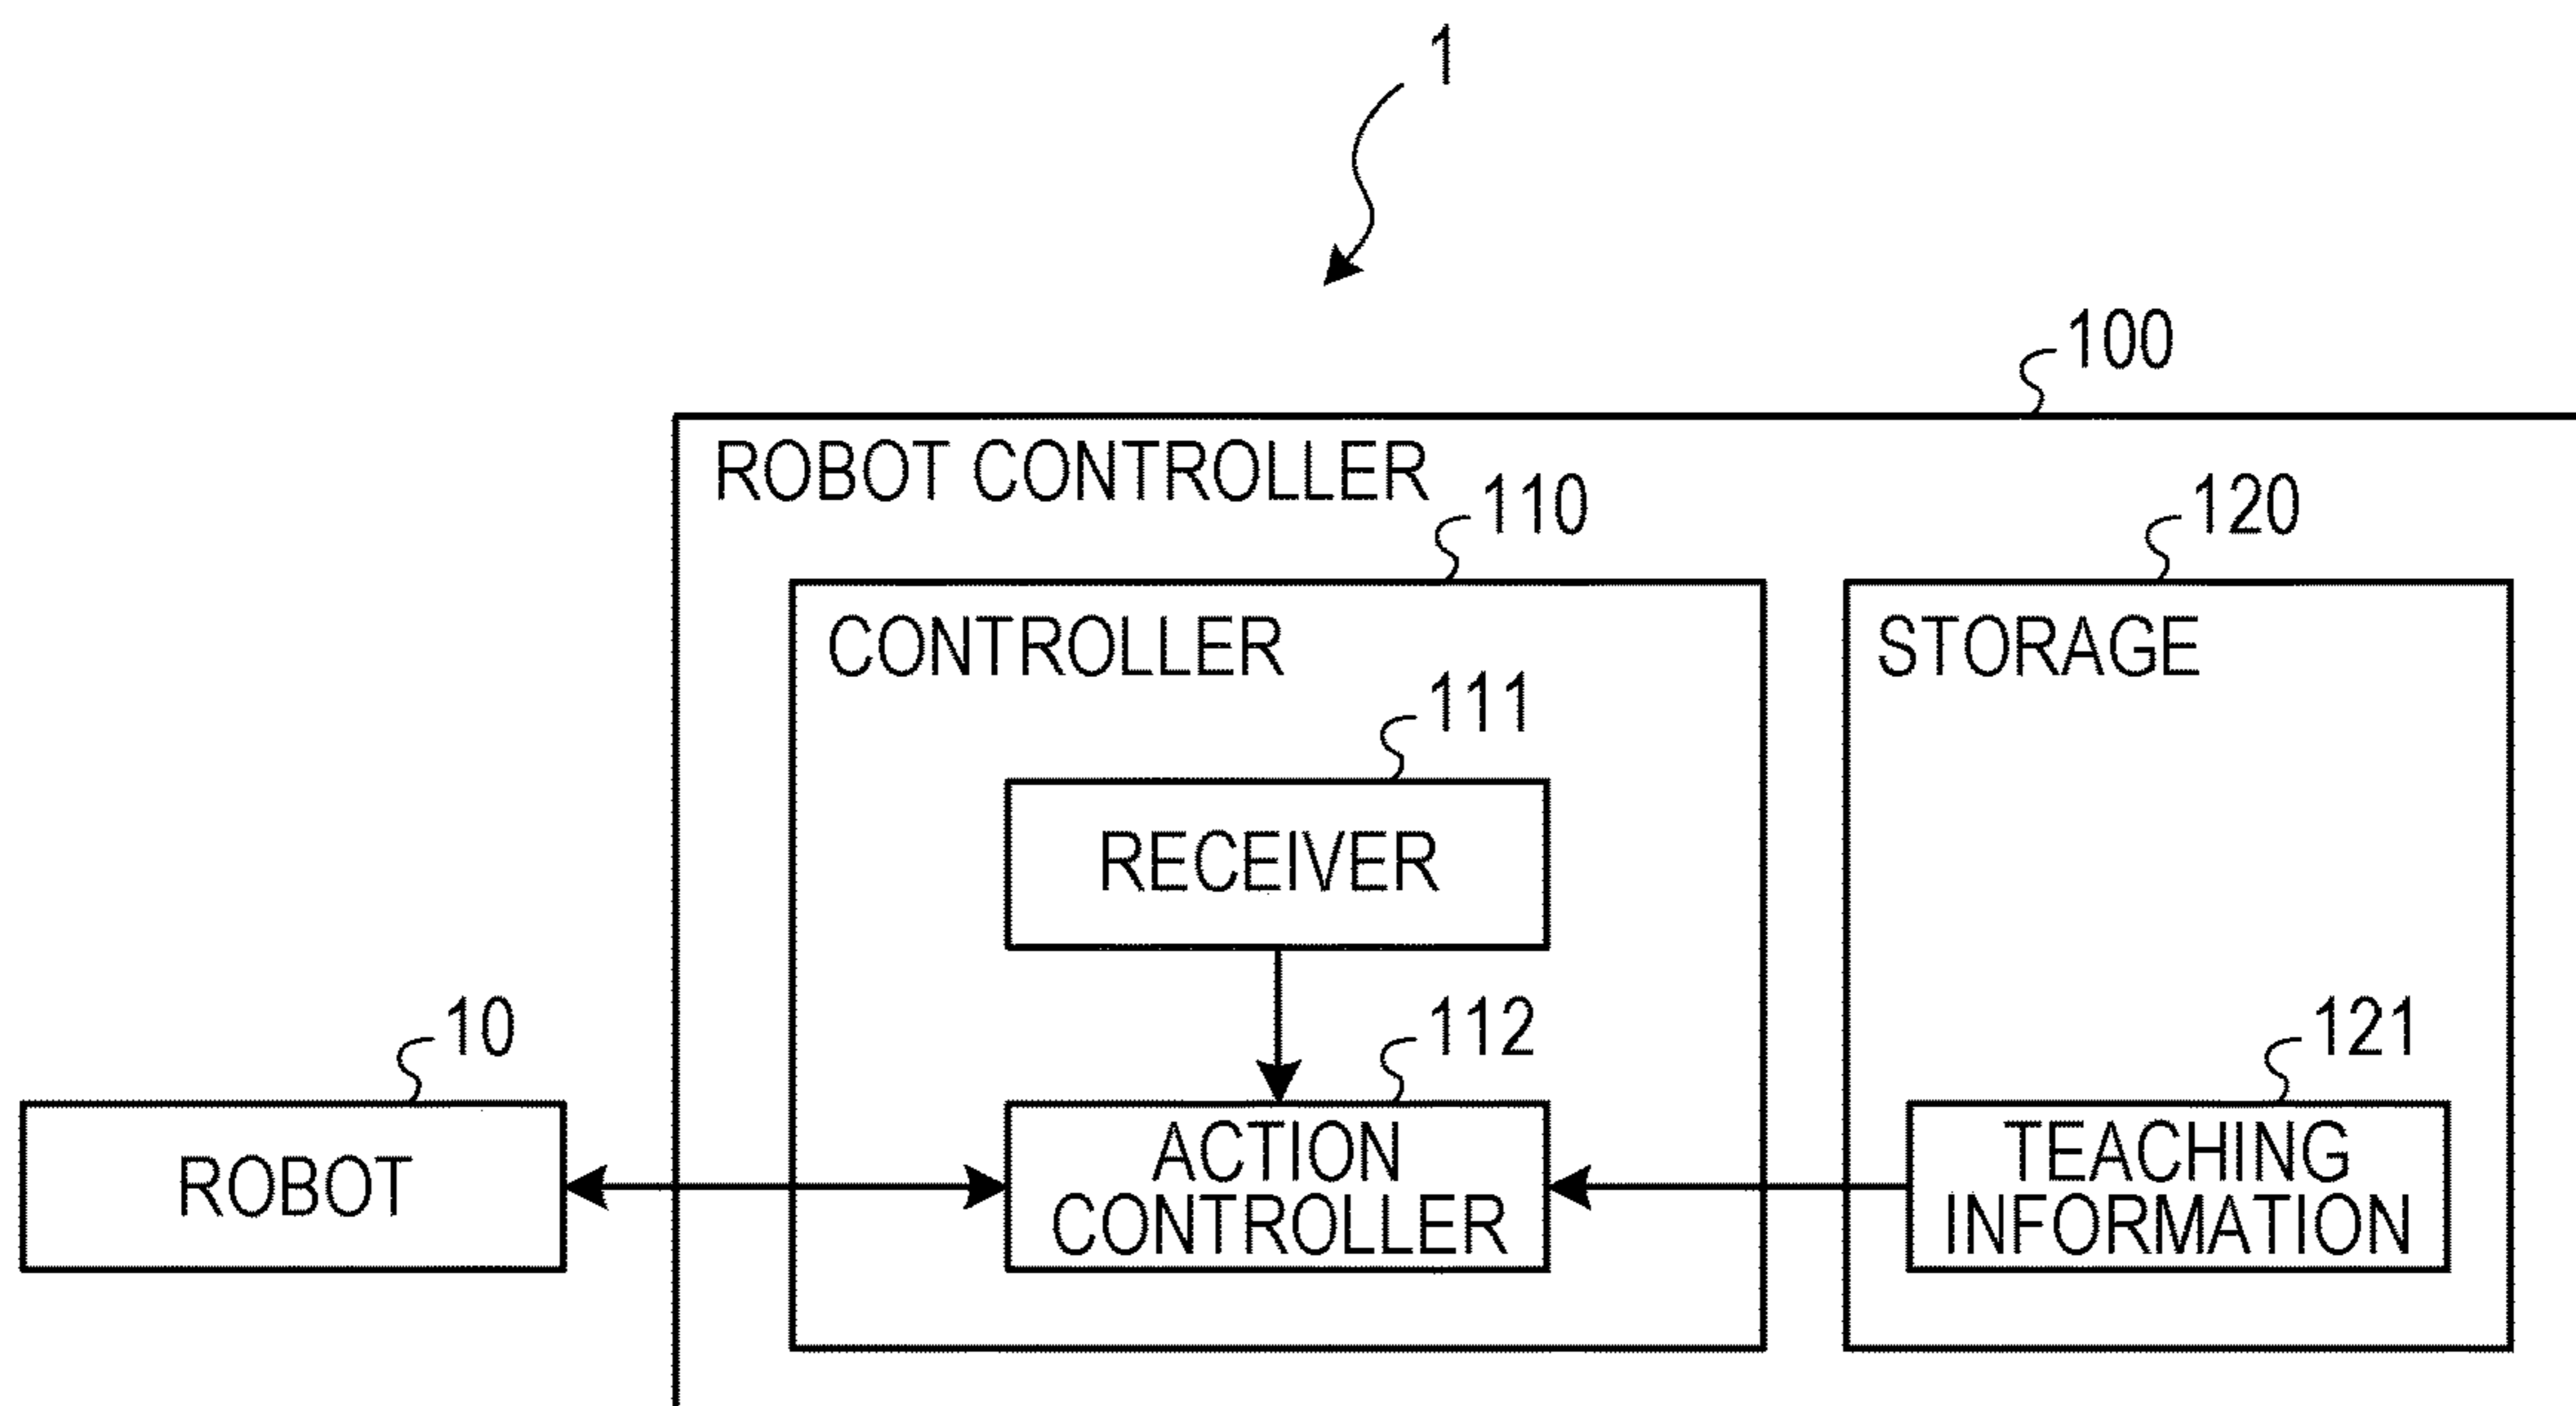 1
100
ROBOT CONTROLLER
110
120
CONTROLLER
STORAGE
111
RECEIVER
10
112
121
ROBOT
ACTION
CONTROLLER
TEACHING
INFORMATION